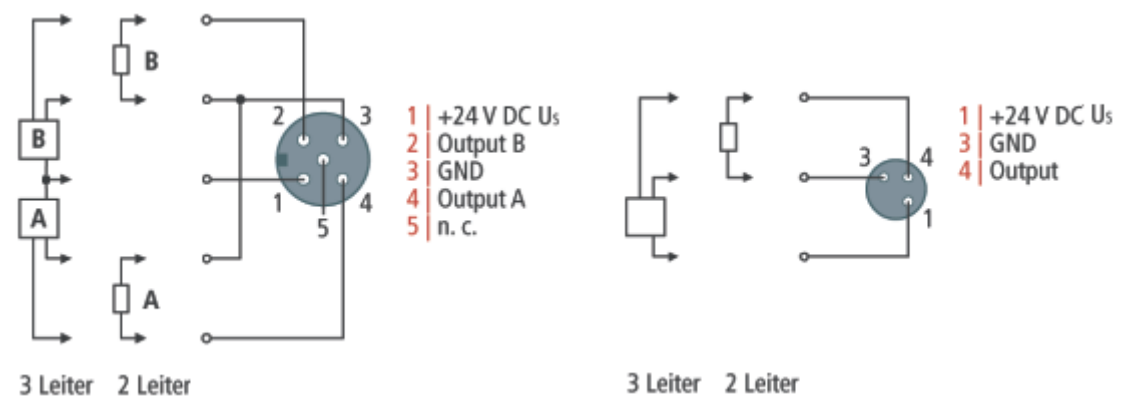 B
2 3
1 | +24 V DC Us
2 | Output B
3 | GND
4 | Output A
5 | n. c.
B
A
1 4
5
A
3 Leiter 2 Leiter
3 4
1
1 | +24 V DC Us
3 | GND
4 | Output
3 Leiter 2 Leiter